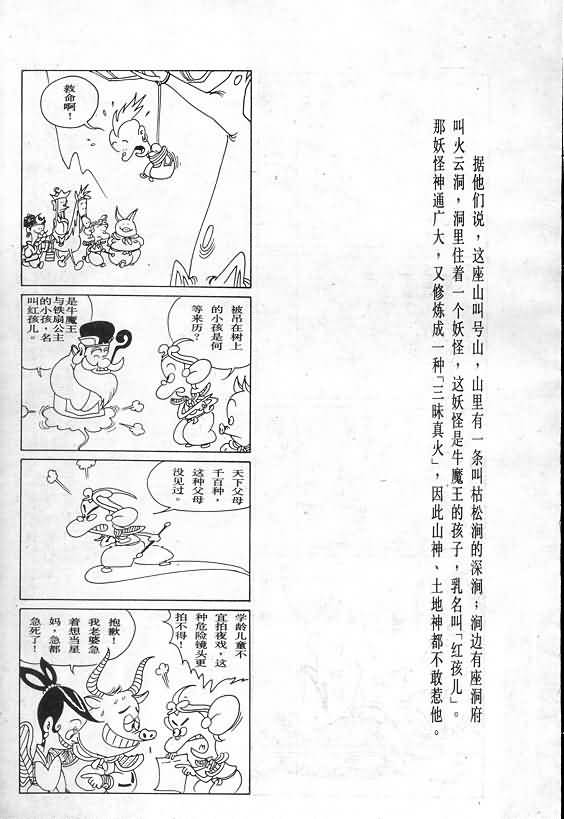 据他们说，这座山叫号山，山里有一条叫枯松涧的深涧；涧边有座洞府
叫火云洞，洞里住着一个妖怪，这妖怪是牛魔王的孩子，乳名叫「红孩儿」。
那妖怪神通广大，又修炼成一种「三昧真火」，因此山神、土地神都不敢惹他。
救命啊！
被吊在树上
的小孩是何
等来历？
是牛魔王
与铁扇公主
的小孩，名
叫红孩儿。
天下父母
千百种，
这种父母
没见过。
学龄儿童不
宜拍夜戏，这
种危险镜头更
拍不得！
抱歉！
我老婆急
着想当星
妈，急都
急死了！